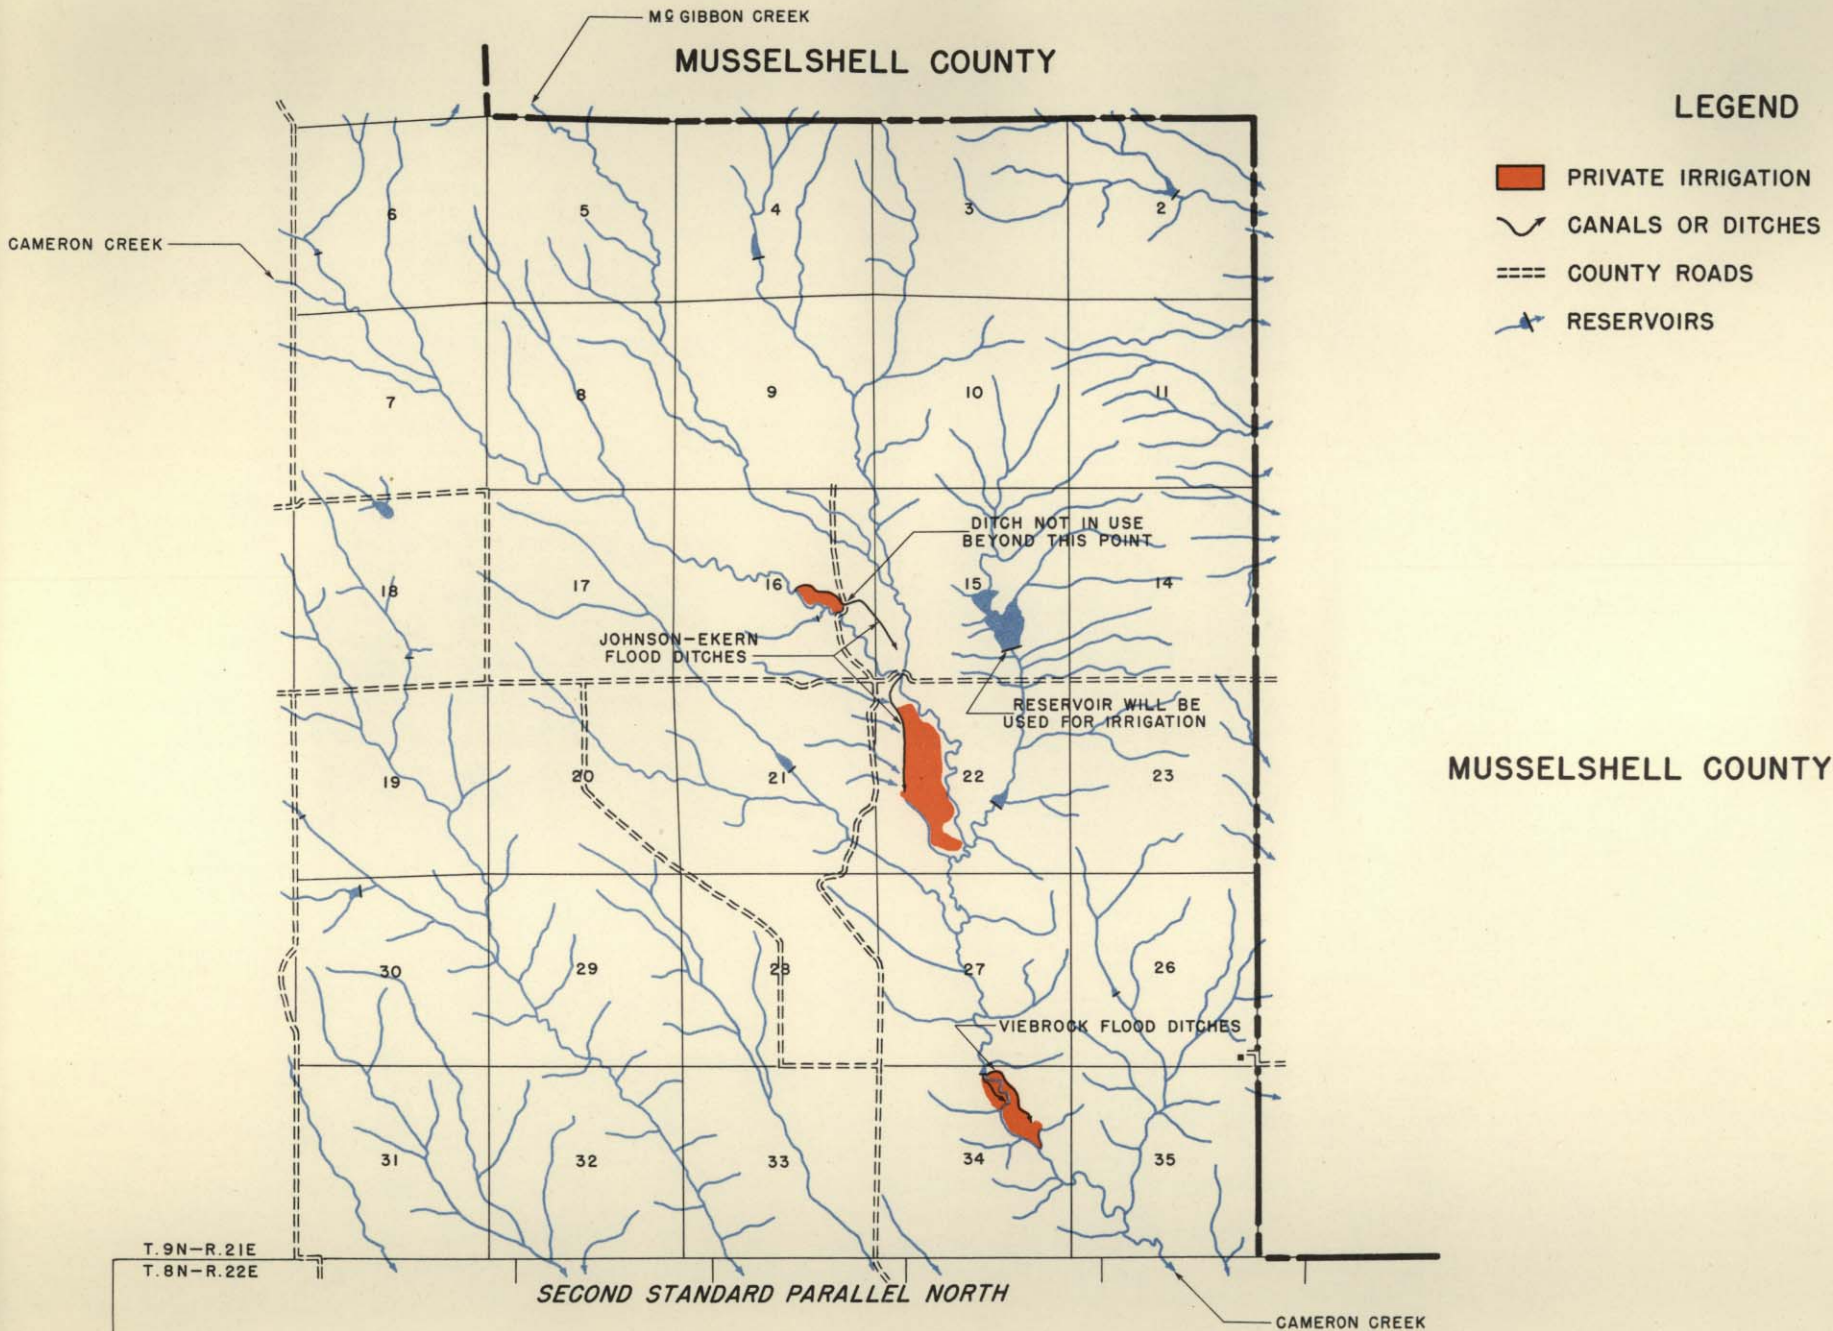 Mc GIBBON CREEK
MUSSELSHELL COUNTY
LEGEND
PRIVATE IRRIGATION
CANALS OR DITCHES
COUNTY ROADS
RESERVOIRS
CAMERON CREEK
6
5
4
3
2
7
8
9
10
11
DITCH NOT IN USE
BEYOND THIS POINT
18
17
16
15
14
JOHNSON-EKERN
FLOOD DITCHES
RESERVOIR WILL BE
USED FOR IRRIGATION
19
20
21
22
23
MUSSELSHELL COUNTY
30
29
28
27
26
VIEBROCK FLOOD DITCHES
31
32
33
34
35
T.9N-R.21E
T.8N-R.22E
SECOND STANDARD PARALLEL NORTH
CAMERON CREEK